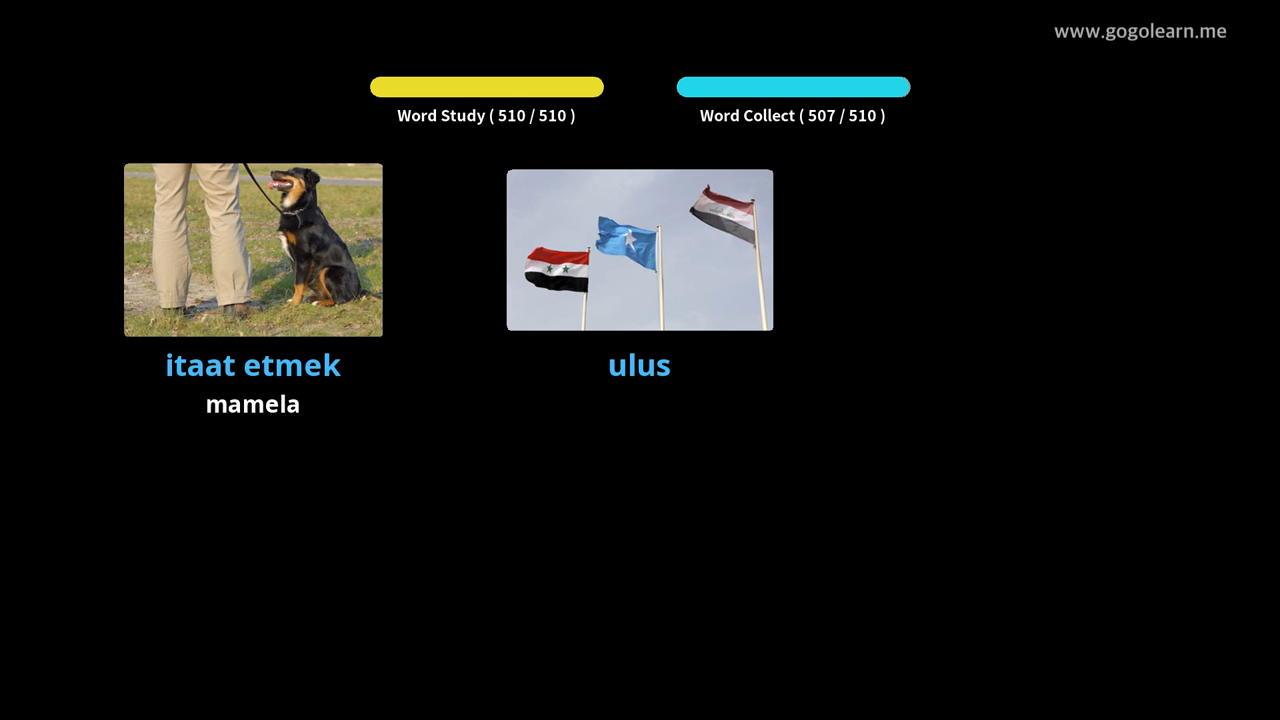 www.gogolearn.me
Word Study ( 510 / 510 )
Word Collect ( 507 / 510 )
itaat etmek
ulus
mamela